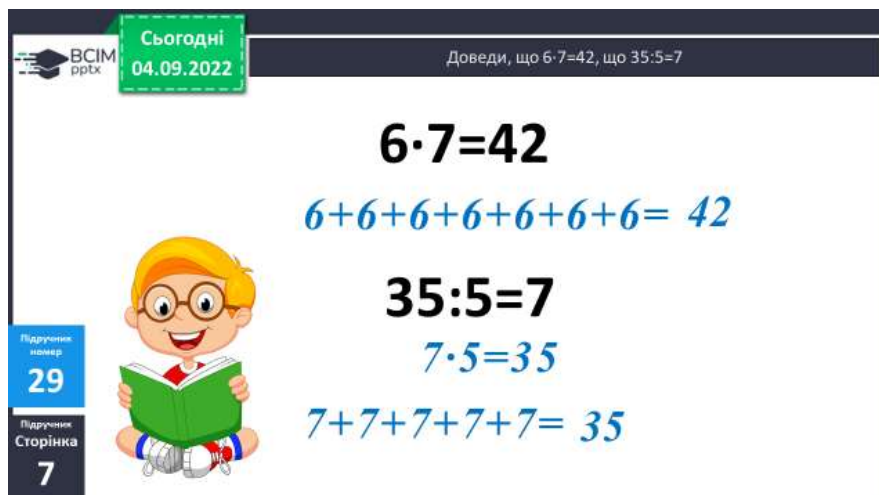 Сьогодні
04.09.2022
ВСІМ
pptx
Доведи, що 6·7=42, що 35:5=7
6·7=42
6+6+6+6+6+6+6= 42
35:5=7
7·5=35
7+7+7+7+7= 35
Підручник
номер
29
Підручник
Сторінка
7